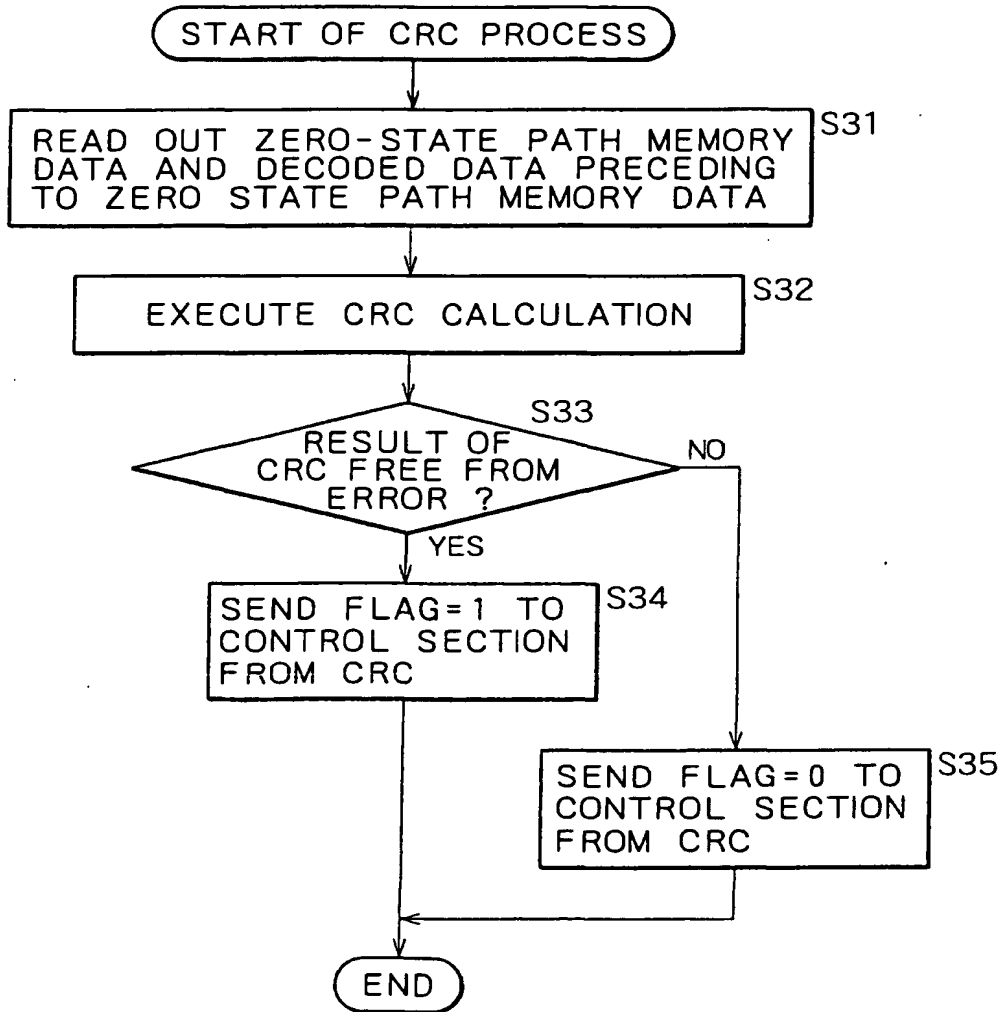 START OF CRC PROCESS
S31
READ OUT ZERO-STATE PATH MEMORY
DATA AND DECODED DATA PRECEDING
TO ZERO STATE PATH MEMORY DATA
S32
EXECUTE CRC CALCULATION
S33
RESULT OF
CRC FREE FROM
ERROR ?
NO
YES
S34
SEND FLAG=1 TO
CONTROL SECTION
FROM CRC
S35
SEND FLAG=0 TO
CONTROL SECTION
FROM CRC
END